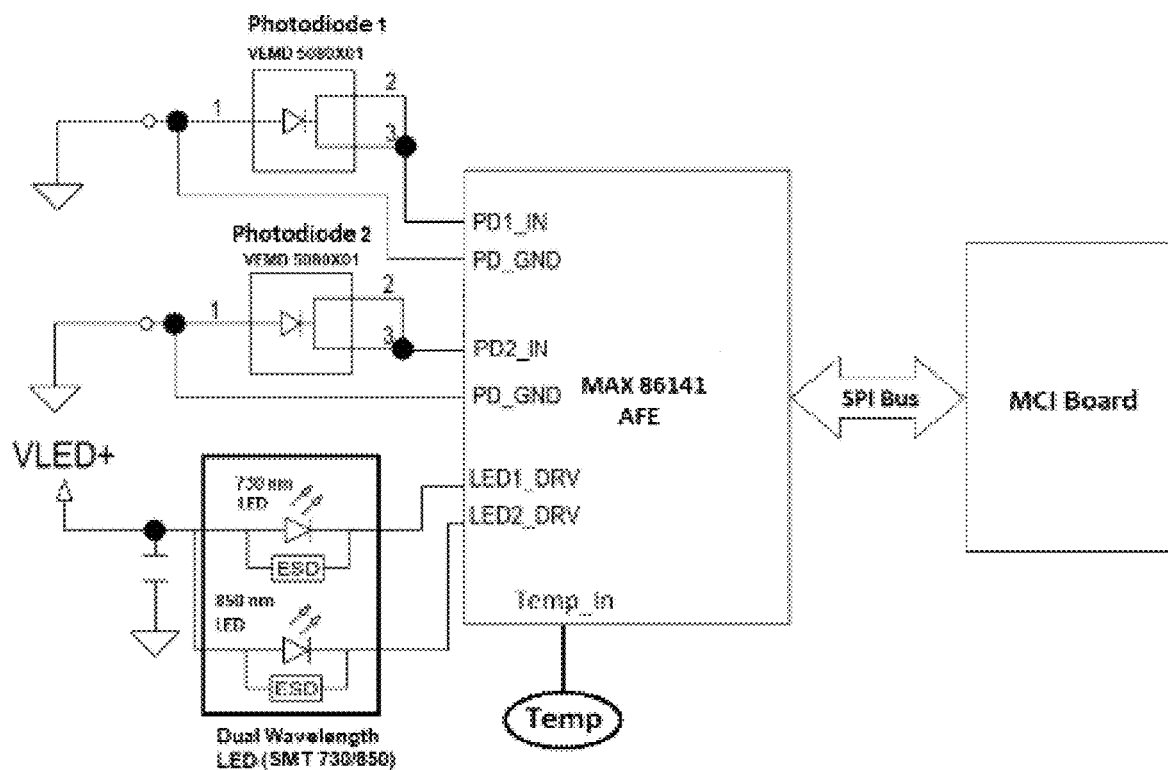 Photodiode 1
VEMD 5080X01
1
2
3
PD1_IN
PD_GND
Photodiode 2
VEMD 5080X01
1
2
3
PD2_IN
PD_GND
MAX 86141
AFE
SPI Bus
MCI Board
VLED+
730 nm
LED
ESD
850 nm
LED
ESD
LED1_DRV
LED2_DRV
Temp_in
Temp
Dual Wavelength
LED (SMT 730/850)